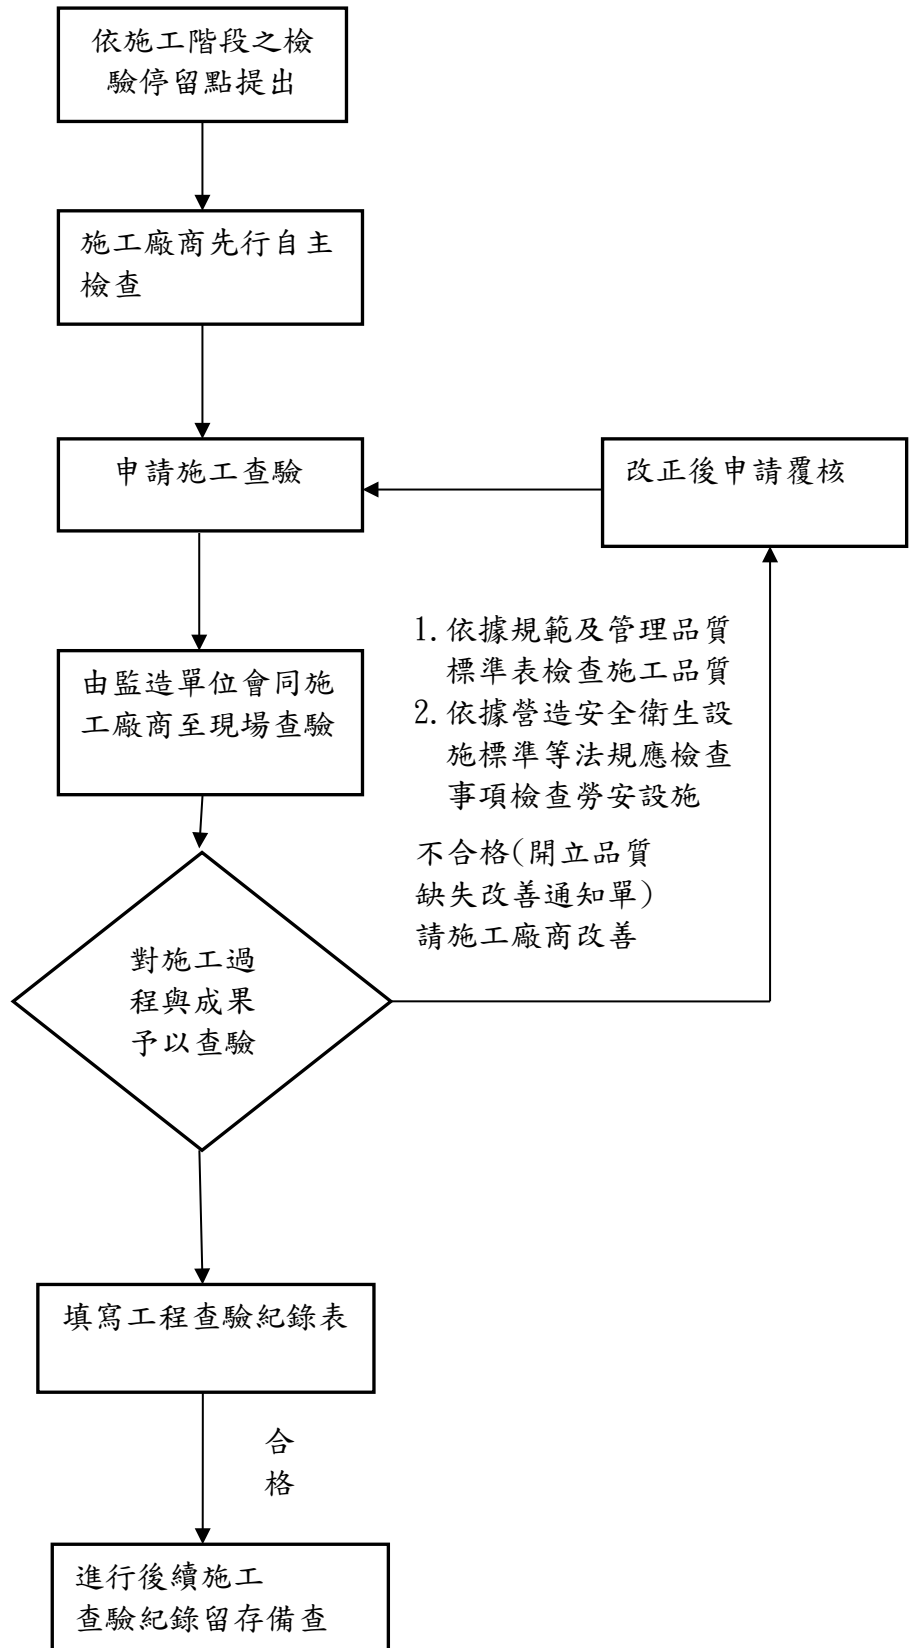 依施工階段之檢
驗停留點提出
施工廠商先行自主
檢查
申請施工查驗
改正後申請覆核
由監造單位會同施
工廠商至現場查驗
1.依據規範及管理品質
標準表檢查施工品質
2.依據營造安全衛生設
施標準等法規應檢查
事項檢查勞安設施
不合格(開立品質
缺失改善通知單)
請施工廠商改善
對施工過
程與成果
予以查驗
填寫工程查驗紀錄表
合
格
進行後續施工
查驗紀錄留存備查